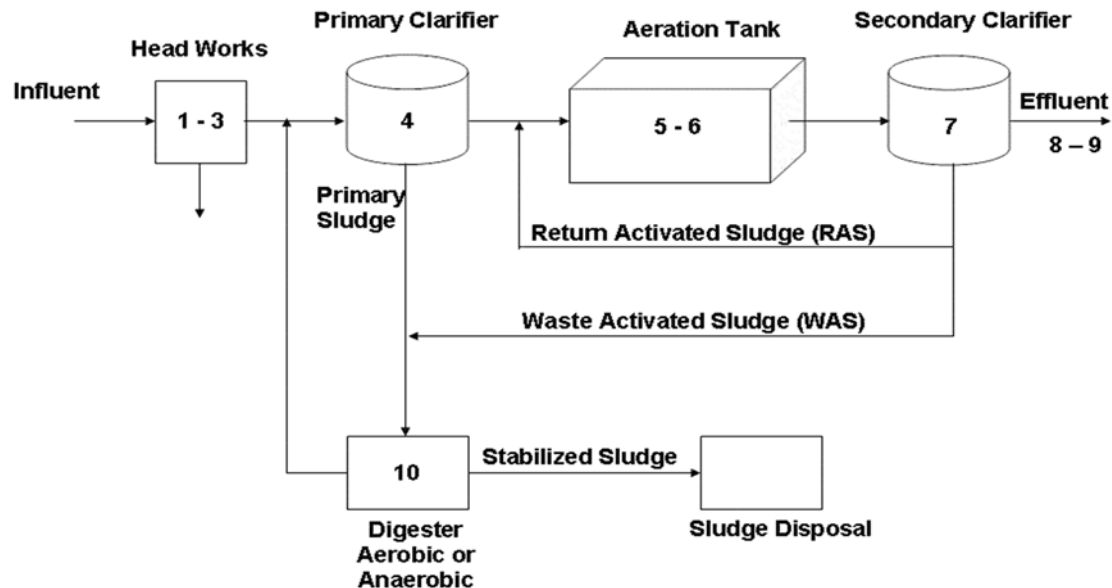 Primary Clarifier
Aeration Tank
Secondary Clarifier
Head Works
Influent
1 - 3
4
5 - 6
7
Effluent
8 – 9
Primary
Sludge
Return Activated Sludge (RAS)
Waste Activated Sludge (WAS)
10
Stabilized Sludge
Digester
Aerobic or
Anaerobic
Sludge Disposal